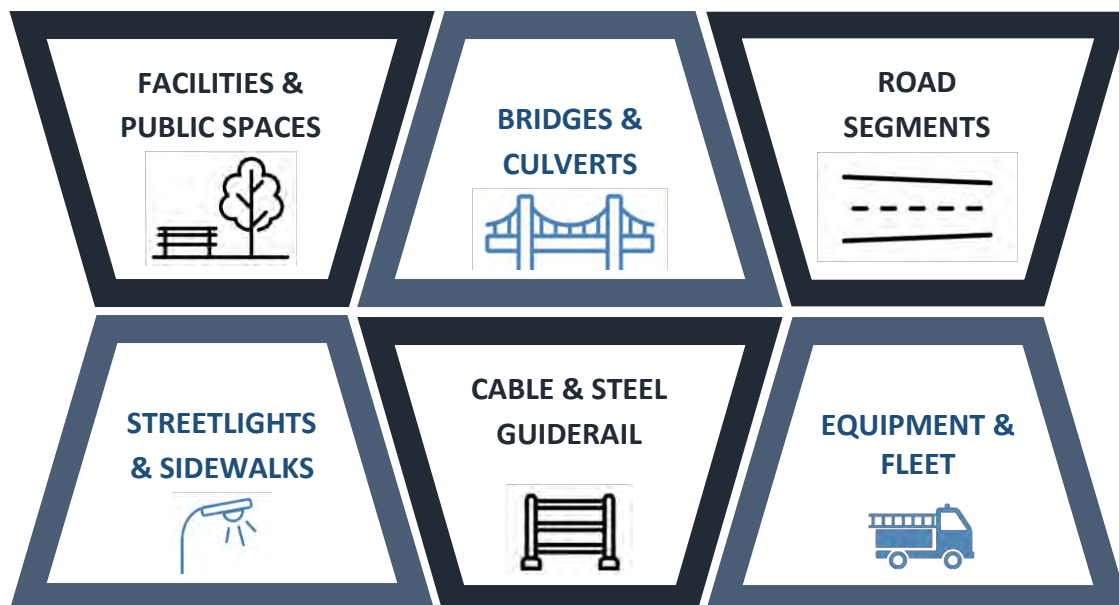 FACILITIES &
PUBLIC SPACES
BRIDGES &
CULVERTS
ROAD
SEGMENTS
STREETLIGHTS
& SIDEWALKS
CABLE & STEEL
GUIDERAIL
EQUIPMENT &
FLEET